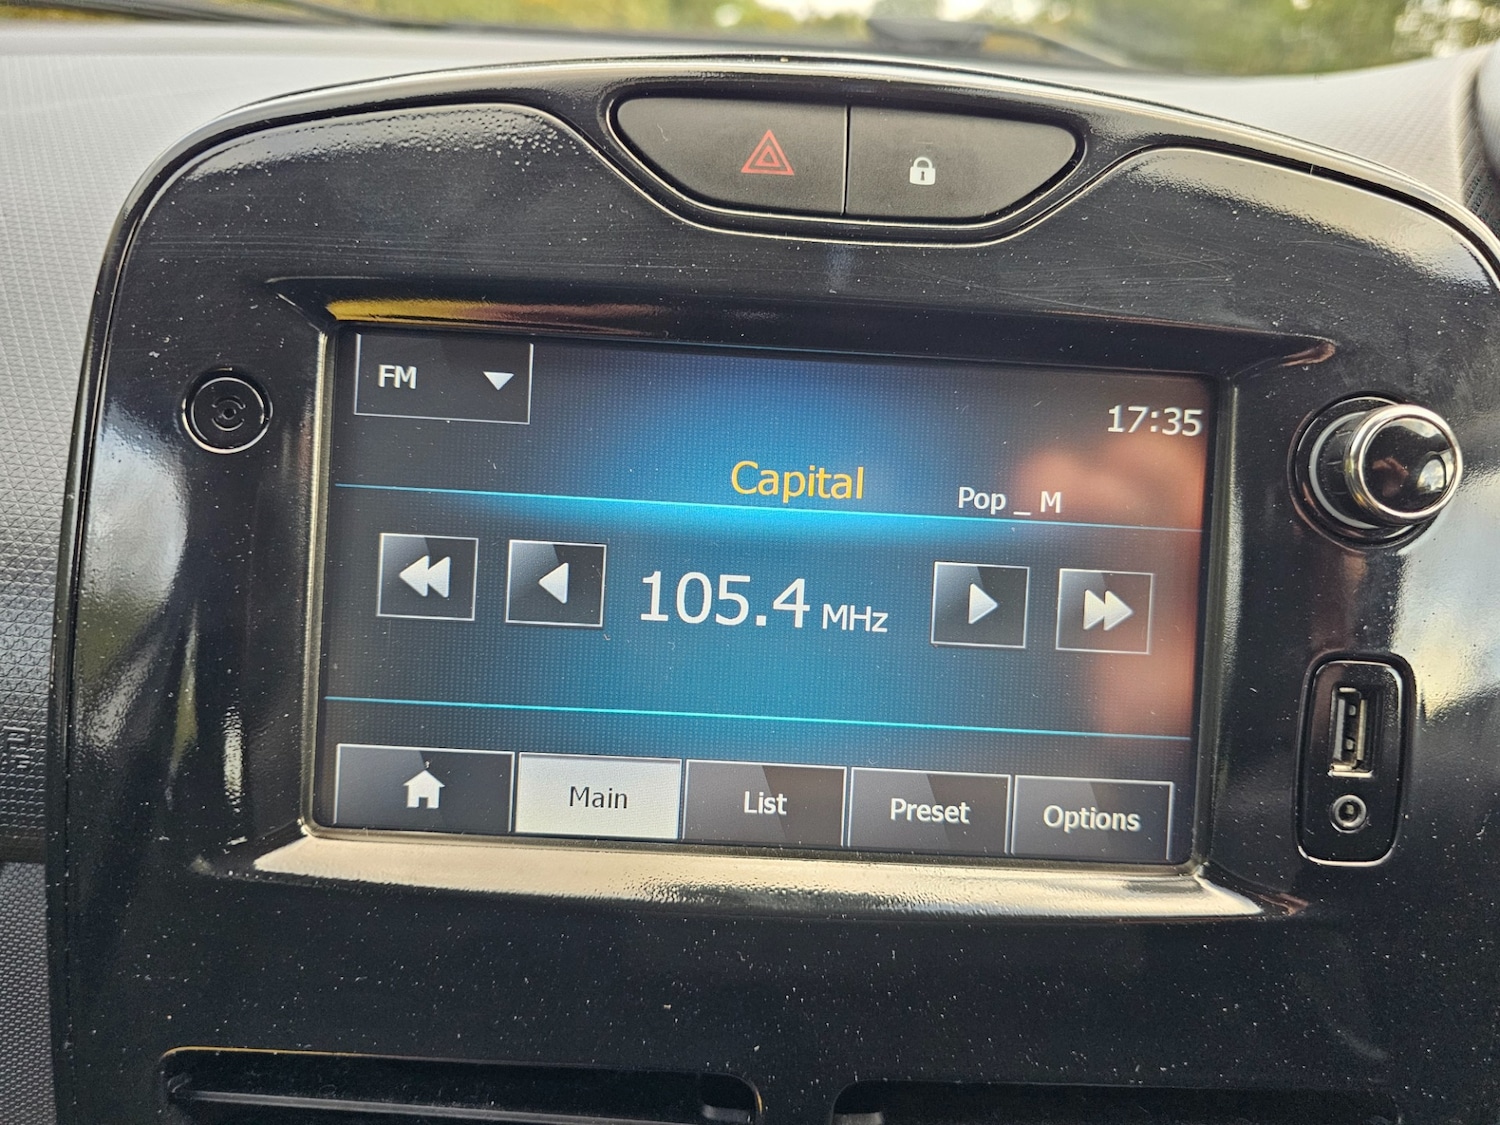 FM
17:35
Capital
Pop _ M
105.4 MHz
Main
List
Preset
Options